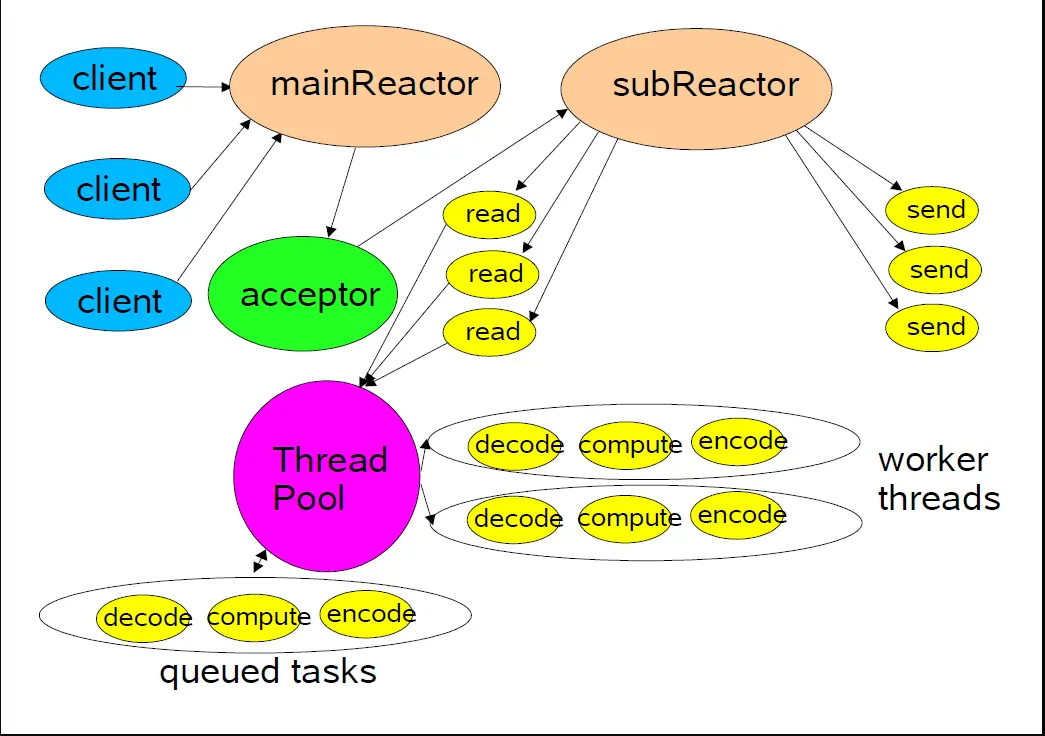 client
mainReactor
subReactor
client
read
send
client
acceptor
read
send
read
send
Thread
Pool
decode
compute
encode
worker
threads
decode
compute
encode
decode
compute
encode
queued tasks